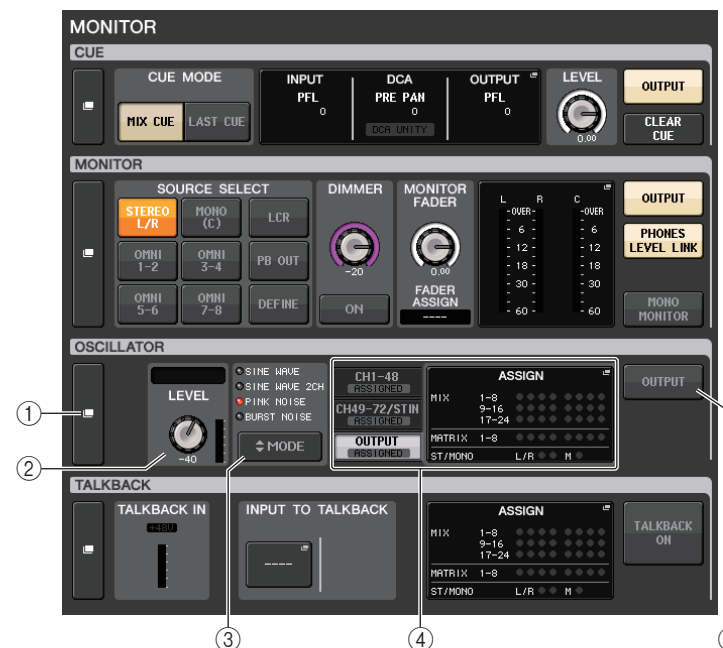 MONITOR
CUE
CUE MODE
MIX CUE
LAST CUE
INPUT
PFL
0
DCA
PRE PAN
0
DCA UNITY
OUTPUT
PFL
0
LEVEL
0.00
OUTPUT
CLEAR
CUE
MONITOR
SOURCE SELECT
STEREO
L/R
MONO
(C)
LCR
OMNI
1-2
OMNI
3-4
PB OUT
OMNI
5-6
OMNI
7-8
DEFINE
DIMMER
-20
ON
MONITOR
FADER
0.00
FADER
ASSIGN
----
L R C
-OVER- -OVER
6 6
12 12
18 18
30 30
60 60
OUTPUT
PHONES
LEVEL LINK
MONO
MONITOR
OSCILLATOR
LEVEL
-40
SINE WAVE
SINE WAVE 2CH
PINK NOISE
BURST NOISE
MODE
CH1-48
ASSIGNED
CH49-72/STIN
ASSIGNED
OUTPUT
ASSIGNED
ASSIGN
MIX 1-8
9-16
17-24
MATRIX 1-8
ST/MONO L/R M
OUTPUT
TALKBACK
TALKBACK IN
+48V
INPUT TO TALKBACK
----
ASSIGN
MIX 1-8
9-16
17-24
MATRIX 1-8
ST/MONO L/R M
TALKBACK
ON
1
2
3
4